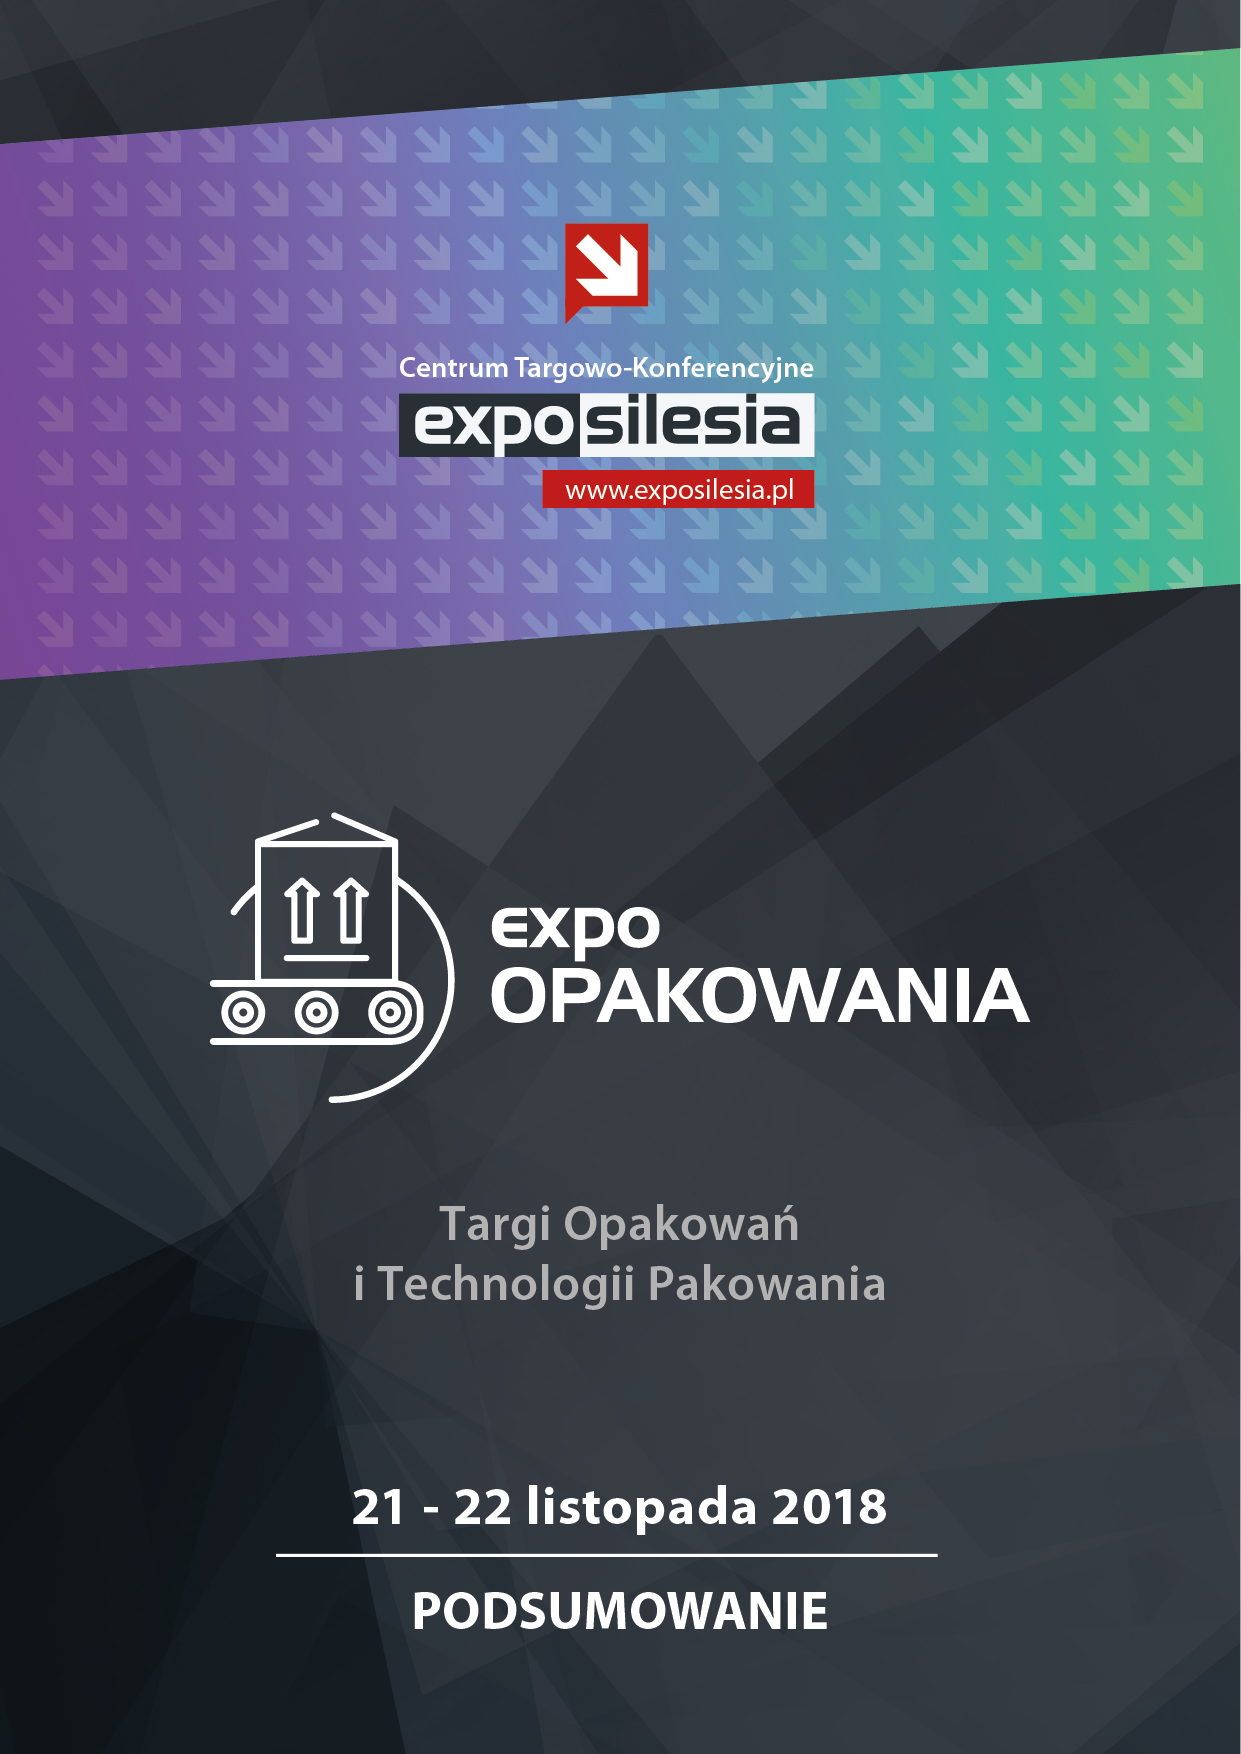 Centrum Targowo-Konferencyjne
exposilesia
www.exposilesia.pl
expo
OPAKOWANIA
Targi Opakowań
i Technologii Pakowania
21 - 22 listopada 2018
PODSUMOWANIE